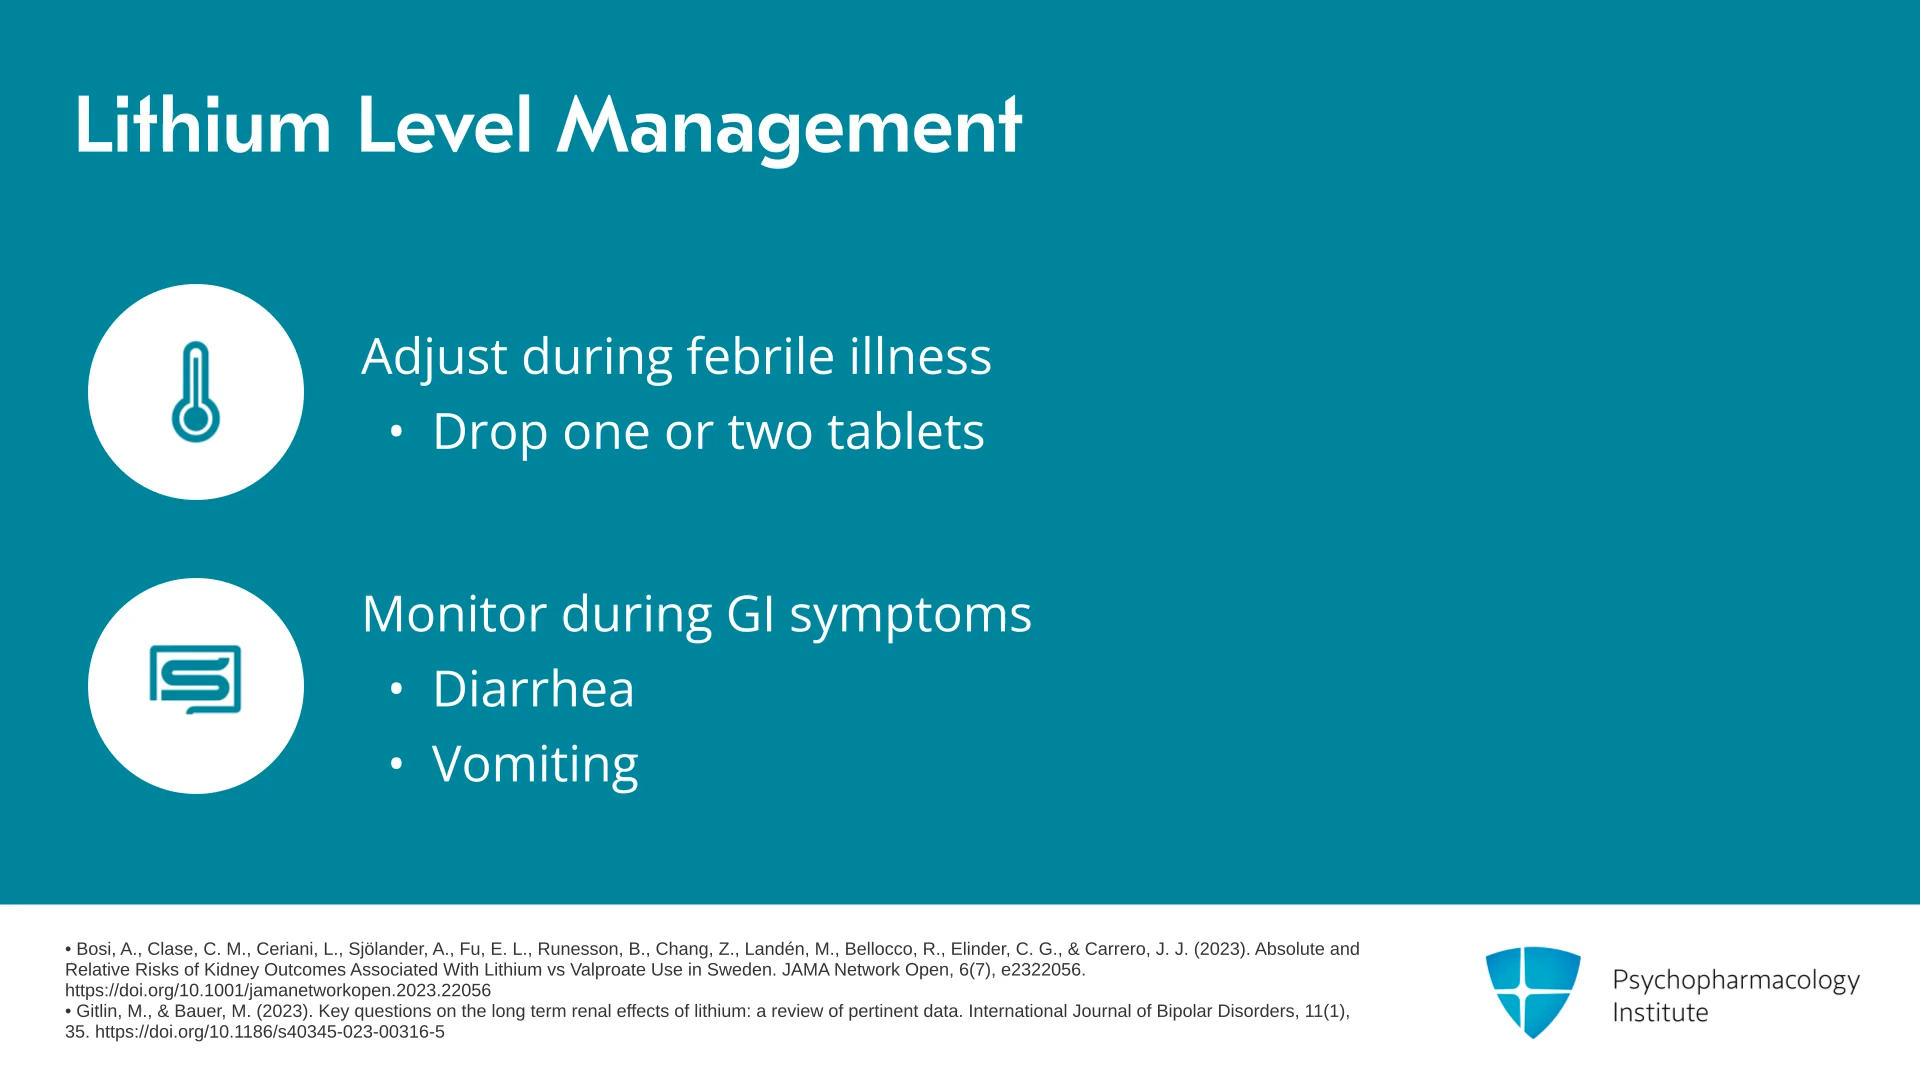 Lithium Level Management
Adjust during febrile illness
• Drop one or two tablets
Monitor during GI symptoms
• Diarrhea
• Vomiting
• Bosi, A., Clase, C. M., Ceriani, L., Sjölander, A., Fu, E. L., Runesson, B., Chang, Z., Landén, M., Bellocco, R., Elinder, C. G., & Carrero, J. J. (2023). Absolute and
Relative Risks of Kidney Outcomes Associated With Lithium vs Valproate Use in Sweden. JAMA Network Open, 6(7), e2322056.
https://doi.org/10.1001/jamanetworkopen.2023.22056
• Gitlin, M., & Bauer, M. (2023). Key questions on the long term renal effects of lithium: a review of pertinent data. International Journal of Bipolar Disorders, 11(1),
35. https://doi.org/10.1186/s40345-023-00316-5
Psychopharmacology
Institute